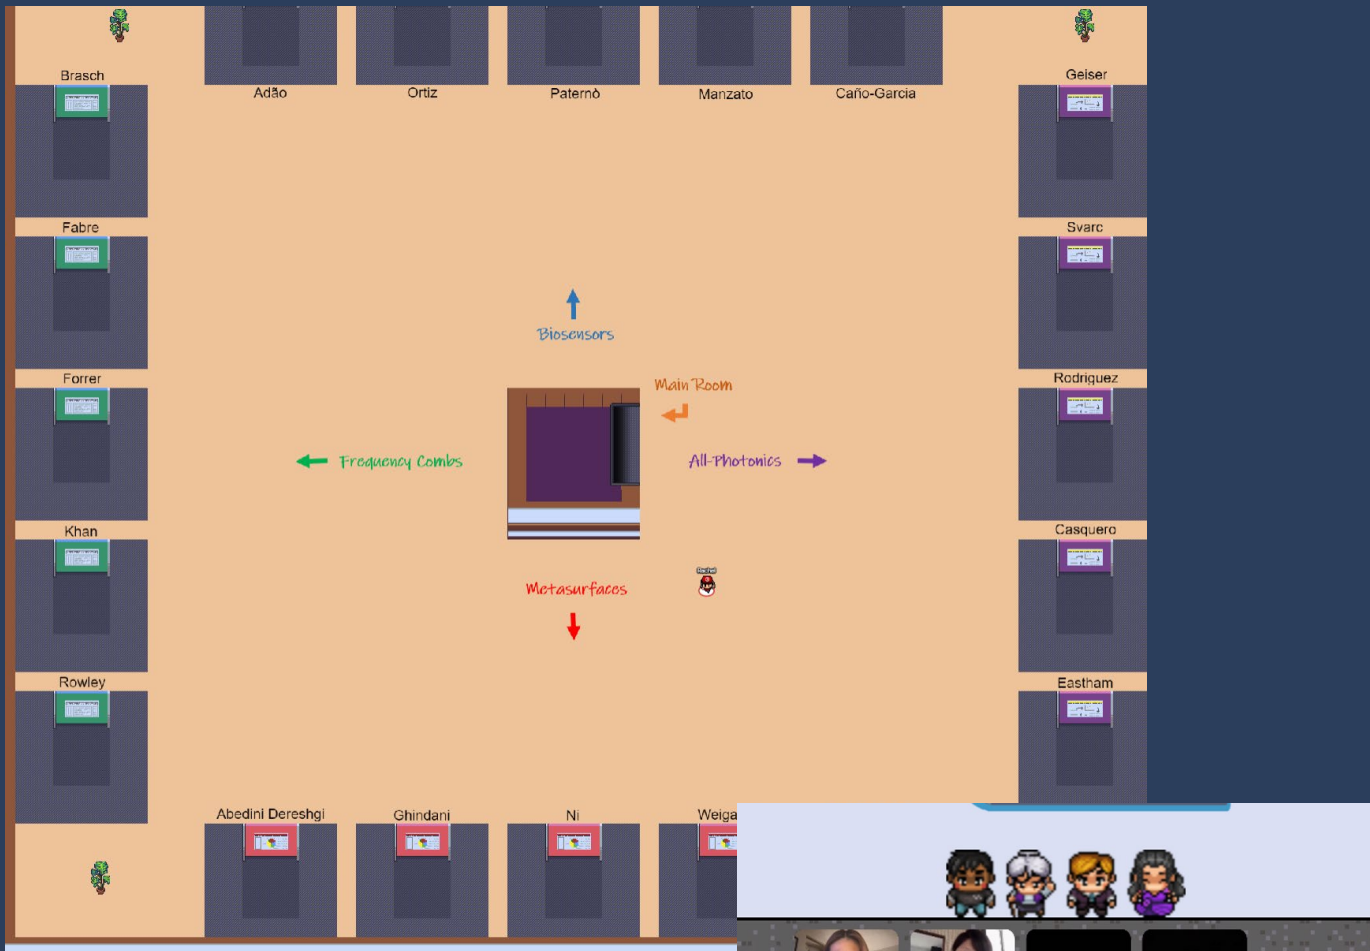 Brasch
Adão
Ortiz
Paternò
Manzato
Caño-Garcia
Geiser
Fabre
Svarc
Biosensors
Forrer
Main Room
Rodriguez
Frequency Combs
All-Photonics
Khan
Casquero
Metasurfaces
Rachel
Rowley
Eastham
Abedini Dereshgi
Ghindani
Ni
Weiga